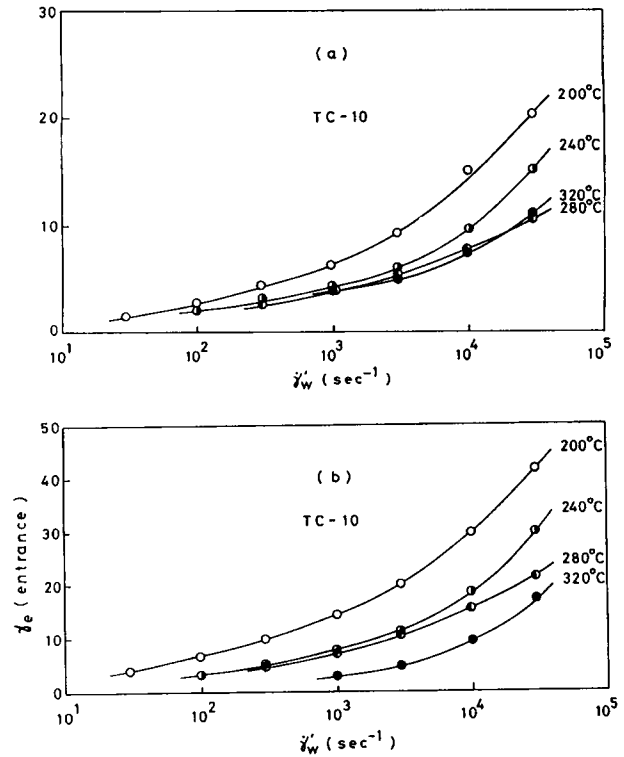 30
(a)
TC-10
200°C
20
240°C
320°C
280°C
10
0
10¹ 10² 10³ 10⁴ 10⁵
γ̇'w (sec⁻¹)
50
(b)
TC-10
200°C
40
240°C
30
280°C
20
320°C
10
0
γe (entrance)
10¹ 10² 10³ 10⁴ 10⁵
γ̇'w (sec⁻¹)